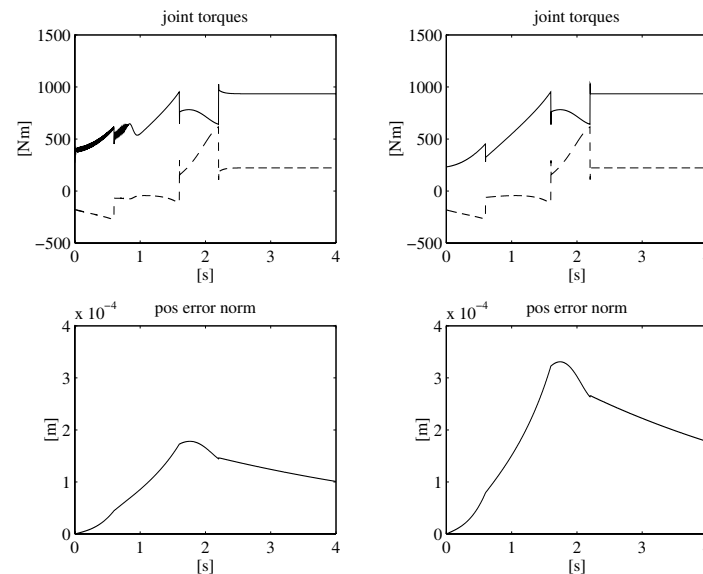 joint torques
1500
1000
500
0
−500
[Nm]
0 1 2 3 4
[s]
joint torques
1500
1000
500
0
−500
[Nm]
0 1 2 3
[s]
x 10⁻⁴
pos error norm
4
3
2
1
0
[m]
0 1 2 3 4
[s]
x 10⁻⁴
pos error norm
4
3
2
1
0
[m]
0 1 2 3
[s]